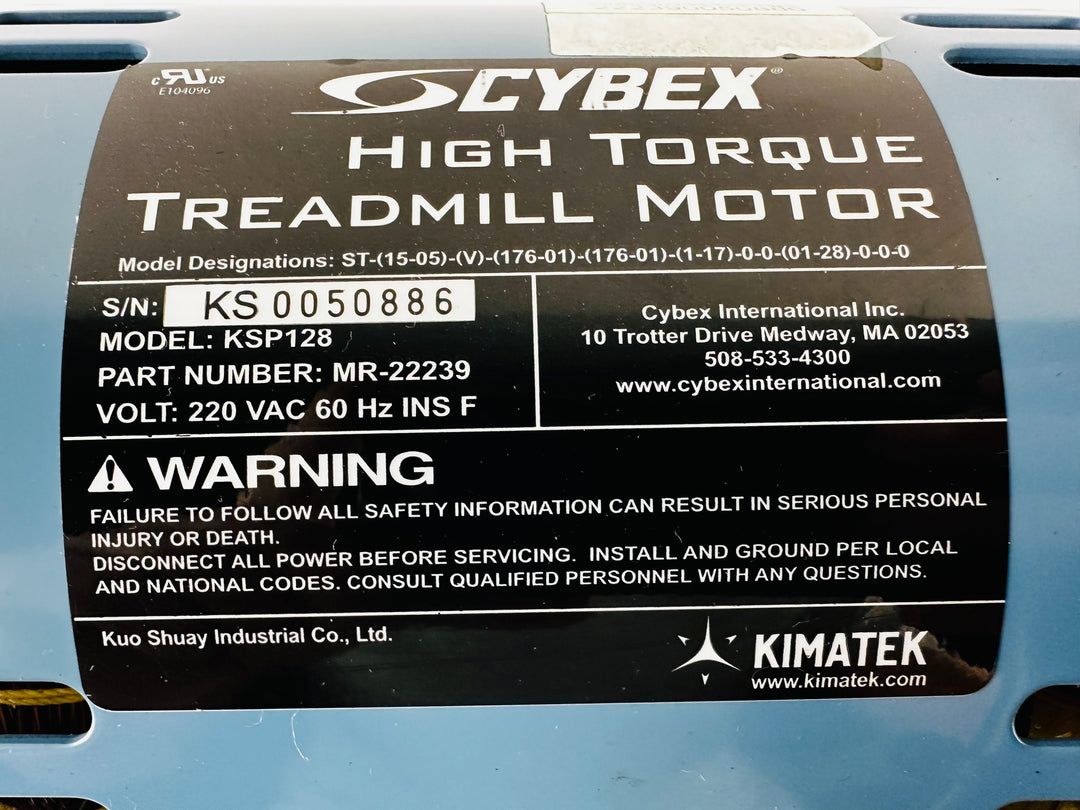 c RU US
E104096
CYBEX®
HIGH TORQUE
TREADMILL MOTOR
Model Designations: ST-(15-05)-(V)-(176-01)-(176-01)-(1-17)-0-0-(01-28)-0-0-0
S/N: KS 0050886
MODEL: KSP128
PART NUMBER: MR-22239
VOLT: 220 VAC 60 Hz INS F
Cybex International Inc.
10 Trotter Drive Medway, MA 02053
508-533-4300
www.cybexinternational.com
WARNING
FAILURE TO FOLLOW ALL SAFETY INFORMATION CAN RESULT IN SERIOUS PERSONAL
INJURY OR DEATH.
DISCONNECT ALL POWER BEFORE SERVICING. INSTALL AND GROUND PER LOCAL
AND NATIONAL CODES. CONSULT QUALIFIED PERSONNEL WITH ANY QUESTIONS.
Kuo Shuay Industrial Co., Ltd.
KIMATEK
www.kimatek.com